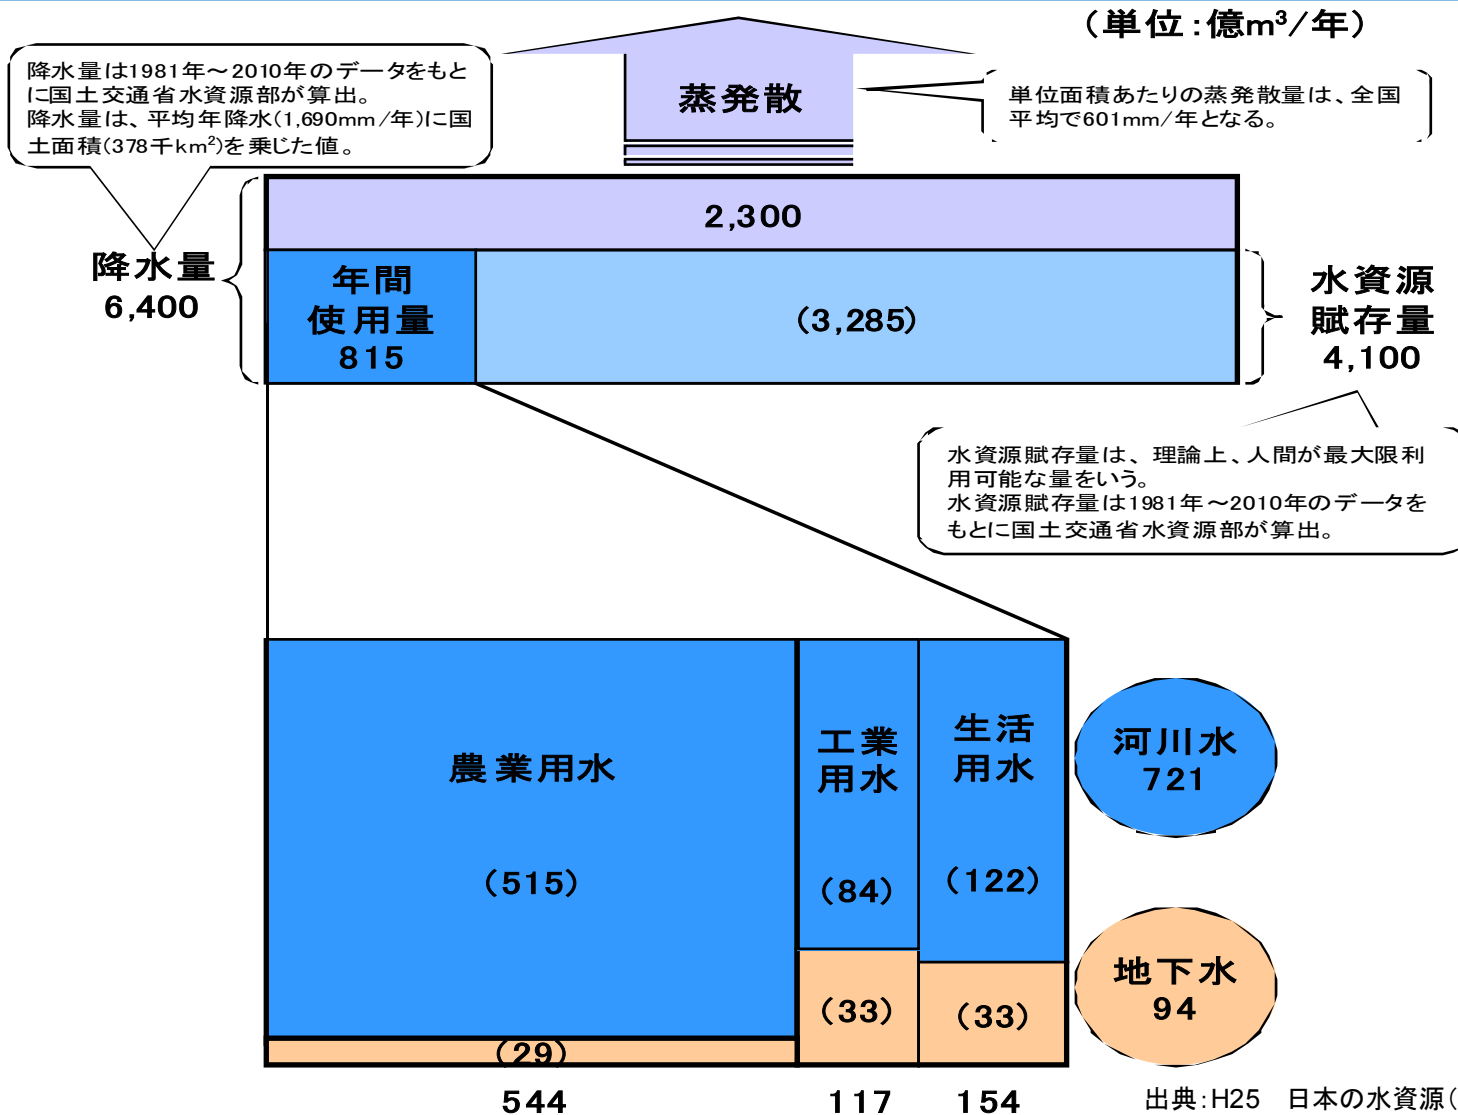 （単位：億m³/年）
降水量は1981年～2010年のデータをもと
に国土交通省水資源部が算出。
降水量は、平均年降水(1,690mm/年)に国
土面積(378千km²)を乗じた値。
蒸発散
単位面積あたりの蒸発散量は、全国
平均で601mm/年となる。
2,300
降水量
6,400
年間
使用量
815
(3,285)
水資源
賦存量
4,100
水資源賦存量は、理論上、人間が最大限利
用可能な量をいう。
水資源賦存量は1981年～2010年のデータを
もとに国土交通省水資源部が算出。
農業用水
(515)
工業
用水
(84)
生活
用水
(122)
河川水
721
(29)
(33)
(33)
地下水
94
544
117
154
出典：H25　日本の水資源（